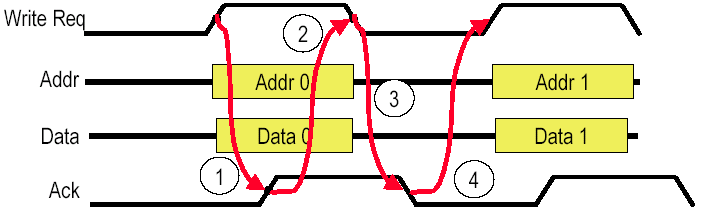 Write Req
2
Addr
Addr 0
3
Addr 1
Data
Data 0
Data 1
1
4
Ack